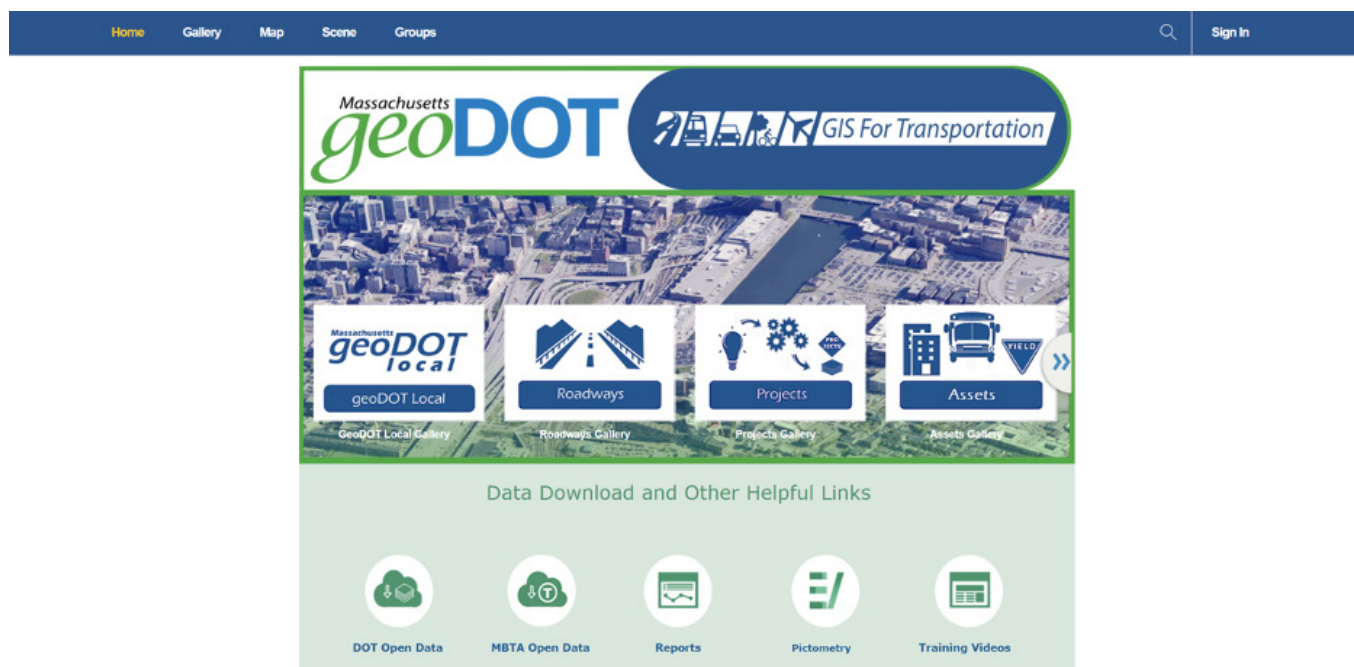 Home Gallery Map Scene Groups Sign In
Massachusetts
geoDOT
GIS For Transportation
Massachusetts
geoDOT
local
geoDOT Local
Roadways
PRO
JECTS
Projects
YIELD
Assets
GeoDOT Local Gallery
Roadways Gallery
Projects Gallery
Assets Gallery
Data Download and Other Helpful Links
T
DOT Open Data
MBTA Open Data
Reports
Pictometry
Training Videos